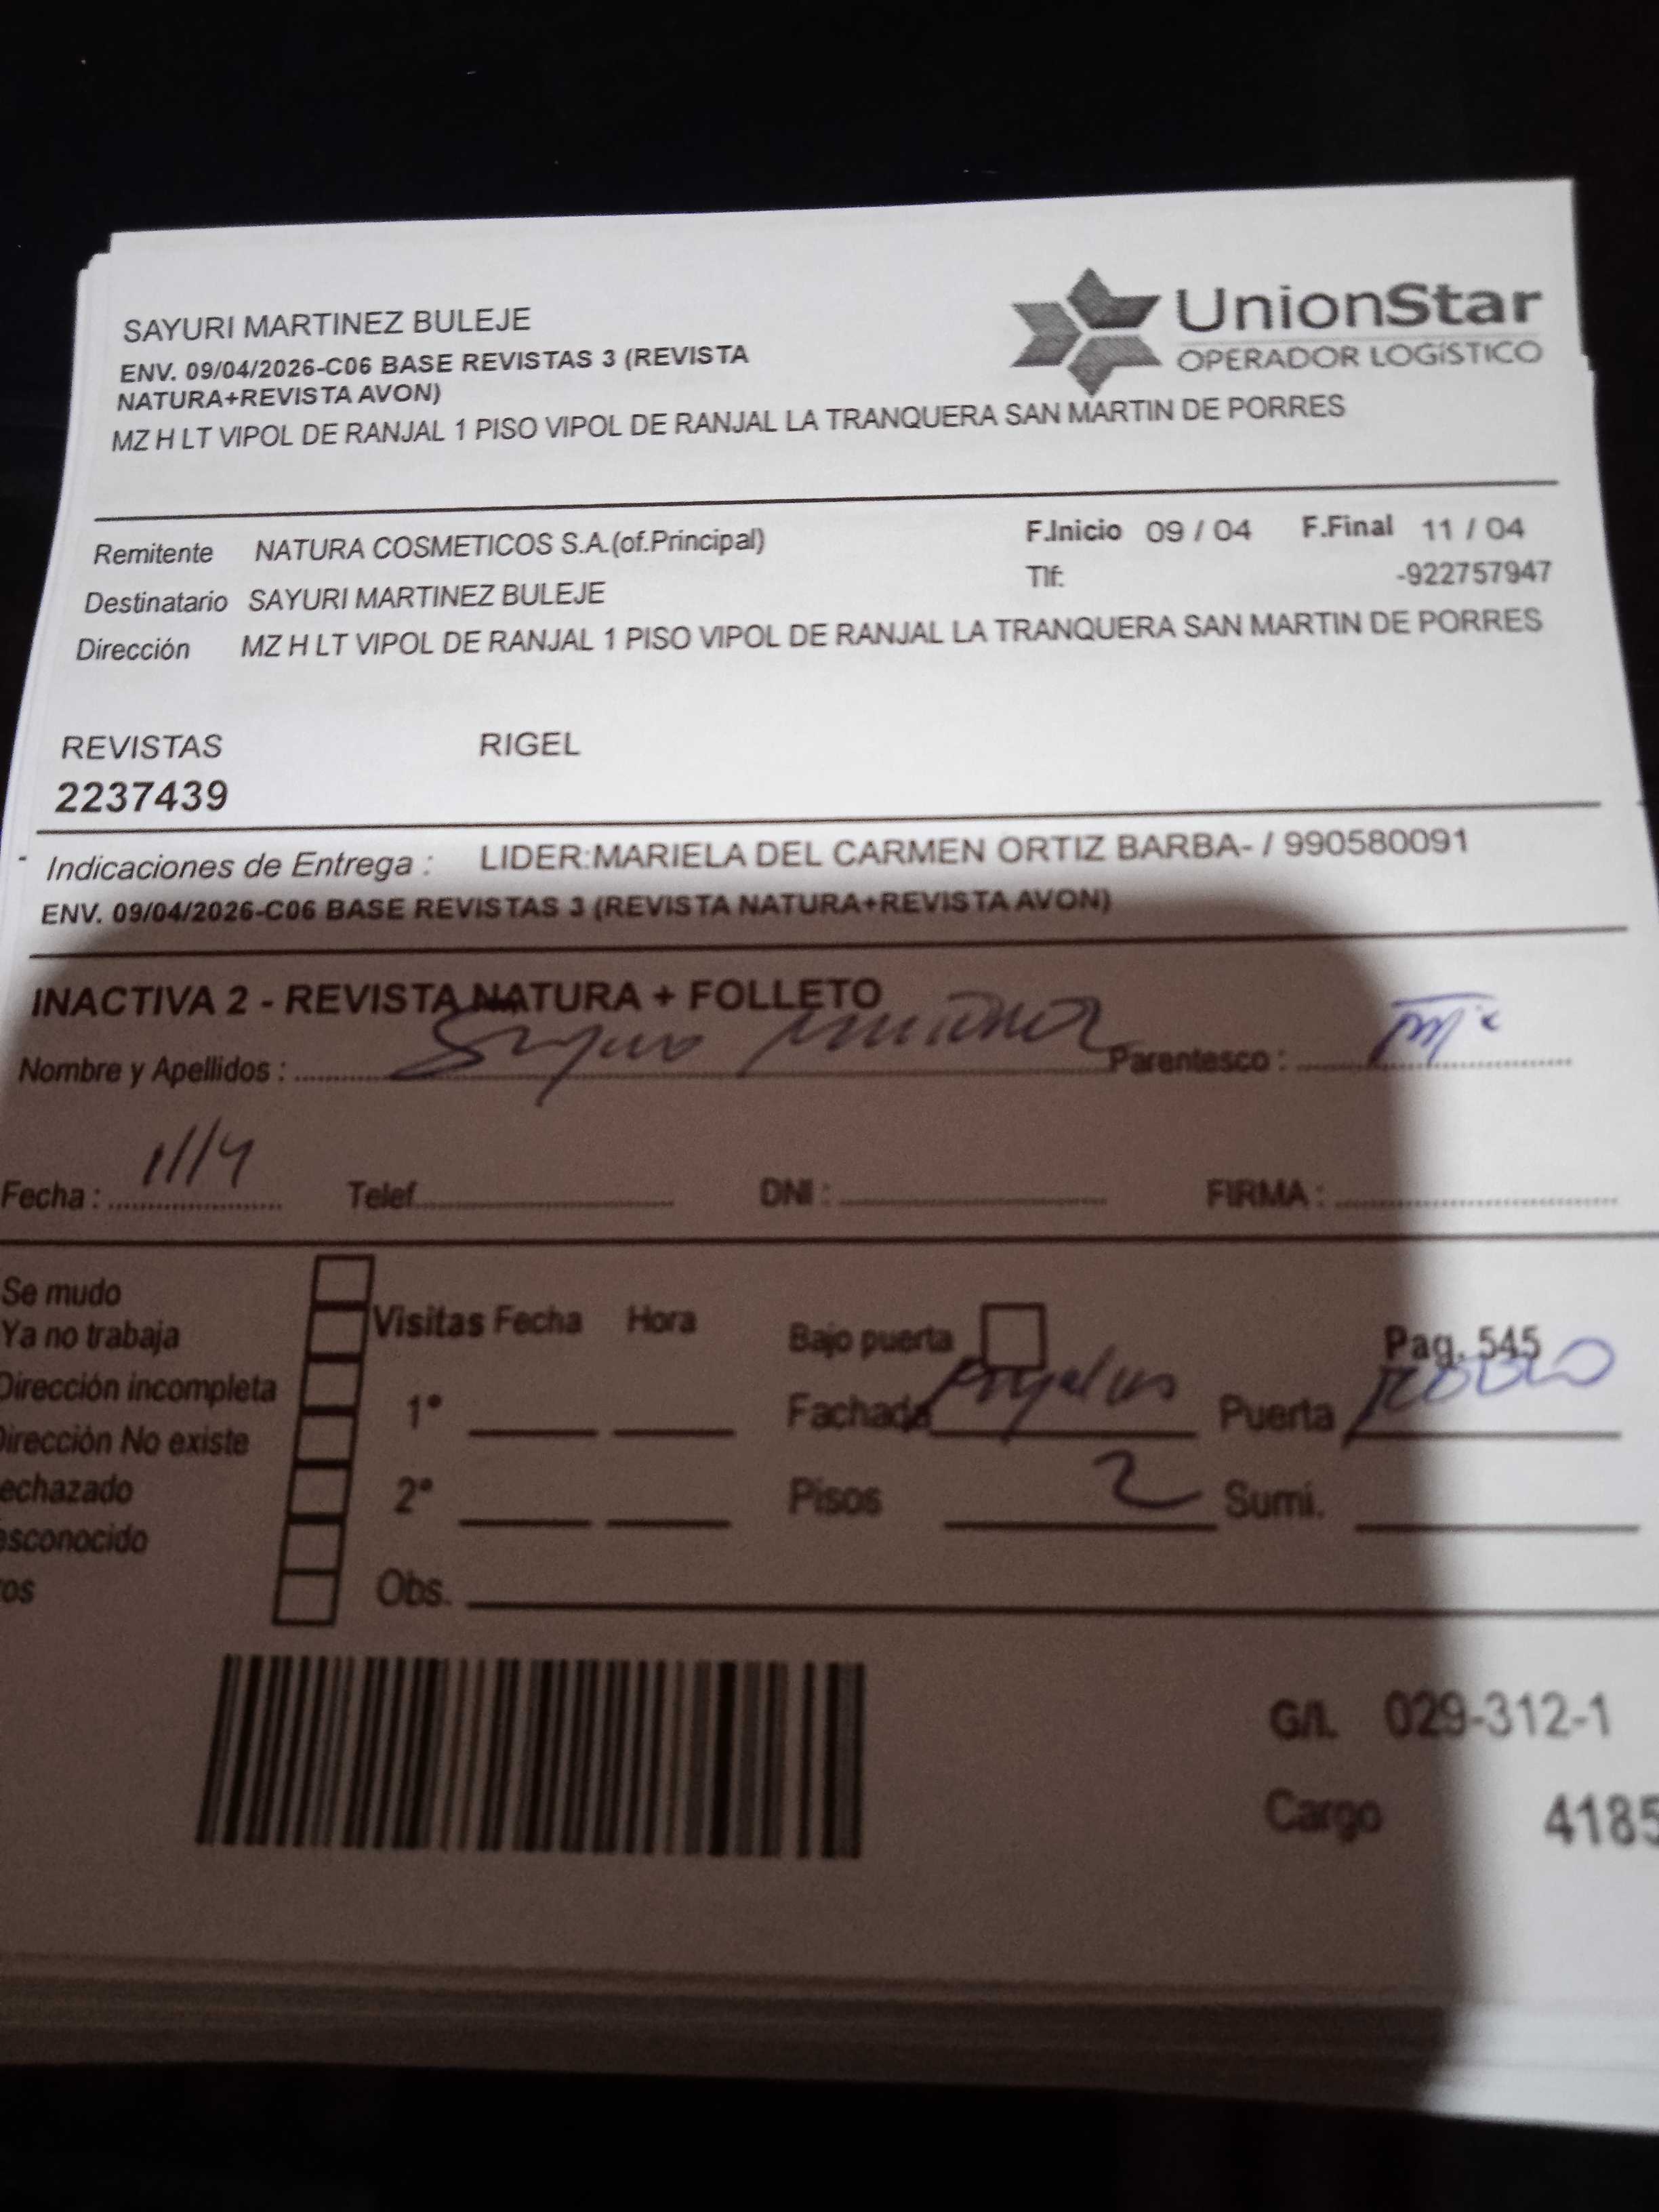 SAYURI MARTINEZ BULEJE
UnionStar
OPERADOR LOGíSTICO
ENV. 09/04/2026-C06 BASE REVISTAS 3 (REVISTA
NATURA+REVISTA AVON)
MZ H LT VIPOL DE RANJAL 1 PISO VIPOL DE RANJAL LA TRANQUERA SAN MARTIN DE PORRES
Remitente NATURA COSMETICOS S.A.(of.Principal) F.Inicio 09 / 04 F.Final 11 / 04
Destinatario SAYURI MARTINEZ BULEJE Tlf: -922757947
Dirección MZ H LT VIPOL DE RANJAL 1 PISO VIPOL DE RANJAL LA TRANQUERA SAN MARTIN DE PORRES
REVISTAS RIGEL
2237439
Indicaciones de Entrega : LIDER:MARIELA DEL CARMEN ORTIZ BARBA- / 990580091
ENV. 09/04/2026-C06 BASE REVISTAS 3 (REVISTA NATURA+REVISTA AVON)
INACTIVA 2 - REVISTA NATURA + FOLLETO
Nombre y Apellidos : Parentesco :
Fecha : 11/4 Telef. DNI : FIRMA :
Se mudo
Ya no trabaja
Dirección incompleta
Dirección No existe
echazado
esconocido
ros
Visitas Fecha Hora
1°
2°
Obs.
Bajo puerta Pag. 545
Fachada Puerta
Pisos 2 Sumi.
G/I. 029-312-1
Cargo 4185